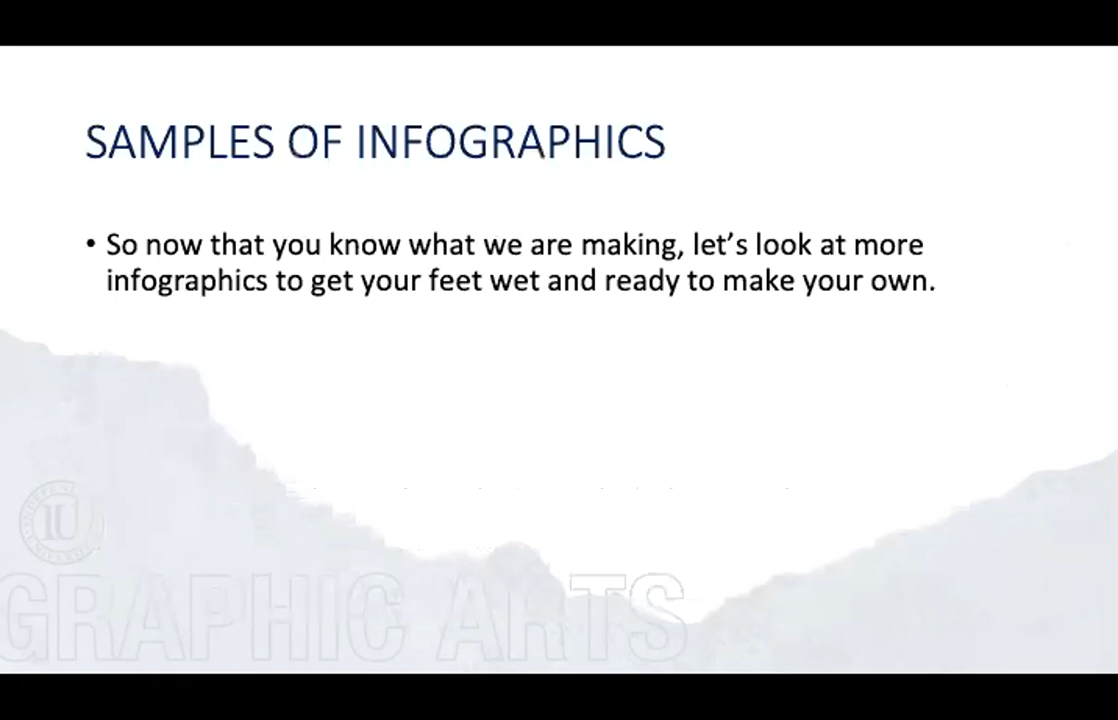 SAMPLES OF INFOGRAPHICS
• So now that you know what we are making, let's look at more
infographics to get your feet wet and ready to make your own.
IU
GRAPHIC ARTS